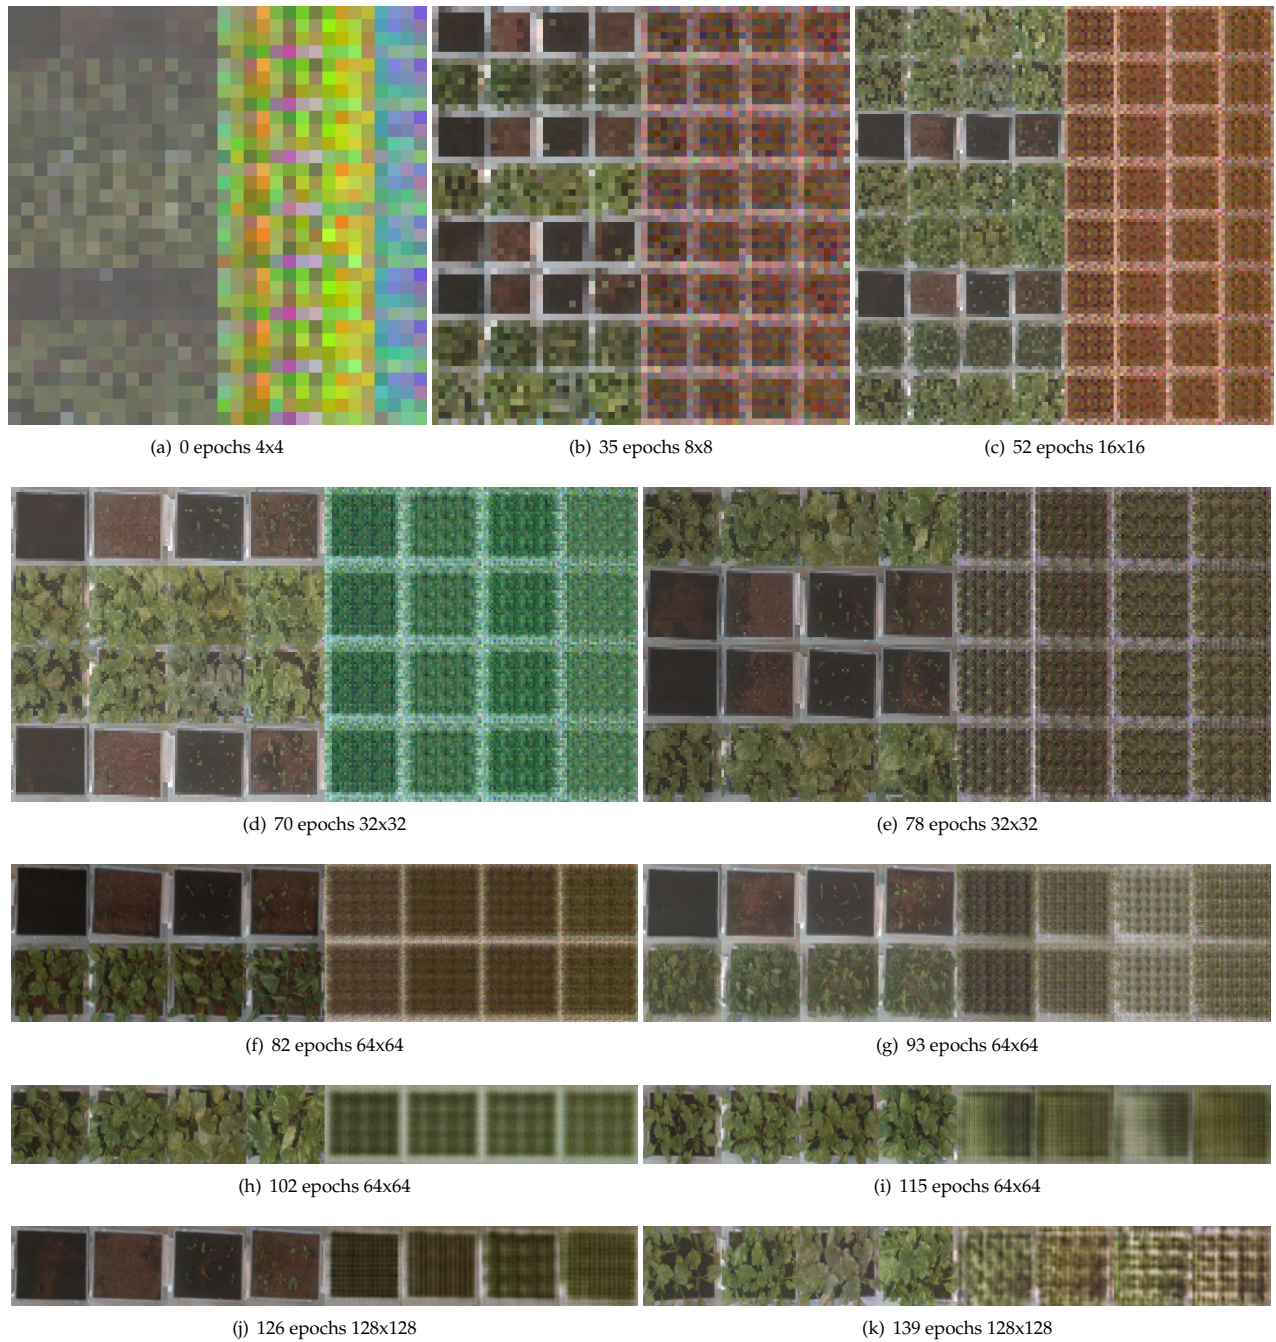 (a) 0 epochs 4x4
(b) 35 epochs 8x8
(c) 52 epochs 16x16
(d) 70 epochs 32x32
(e) 78 epochs 32x32
(f) 82 epochs 64x64
(g) 93 epochs 64x64
(h) 102 epochs 64x64
(i) 115 epochs 64x64
(j) 126 epochs 128x128
(k) 139 epochs 128x128